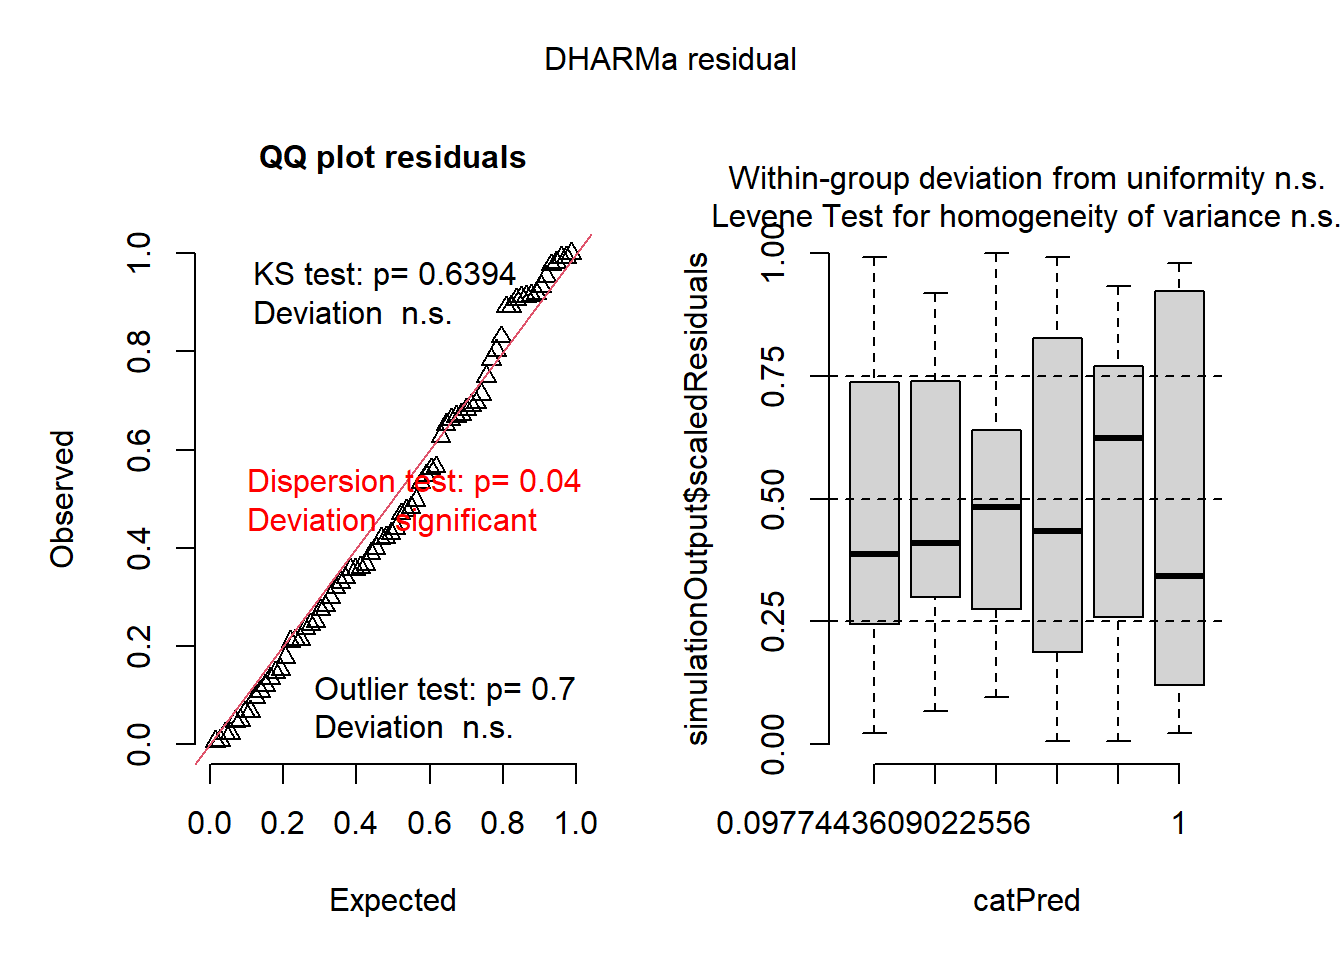 DHARMa residual
QQ plot residuals
KS test: p= 0.6394
Deviation  n.s.
Dispersion test: p= 0.04
Deviation  significant
Outlier test: p= 0.7
Deviation  n.s.
Observed
0.0 0.2 0.4 0.6 0.8 1.0
0.0 0.2 0.4 0.6 0.8 1.0
Expected
Within-group deviation from uniformity n.s.
Levene Test for homogeneity of variance n.s.
simulationOutput$scaledResiduals
0.00 0.25 0.50 0.75 1.00
0.0977443609022556 1
catPred